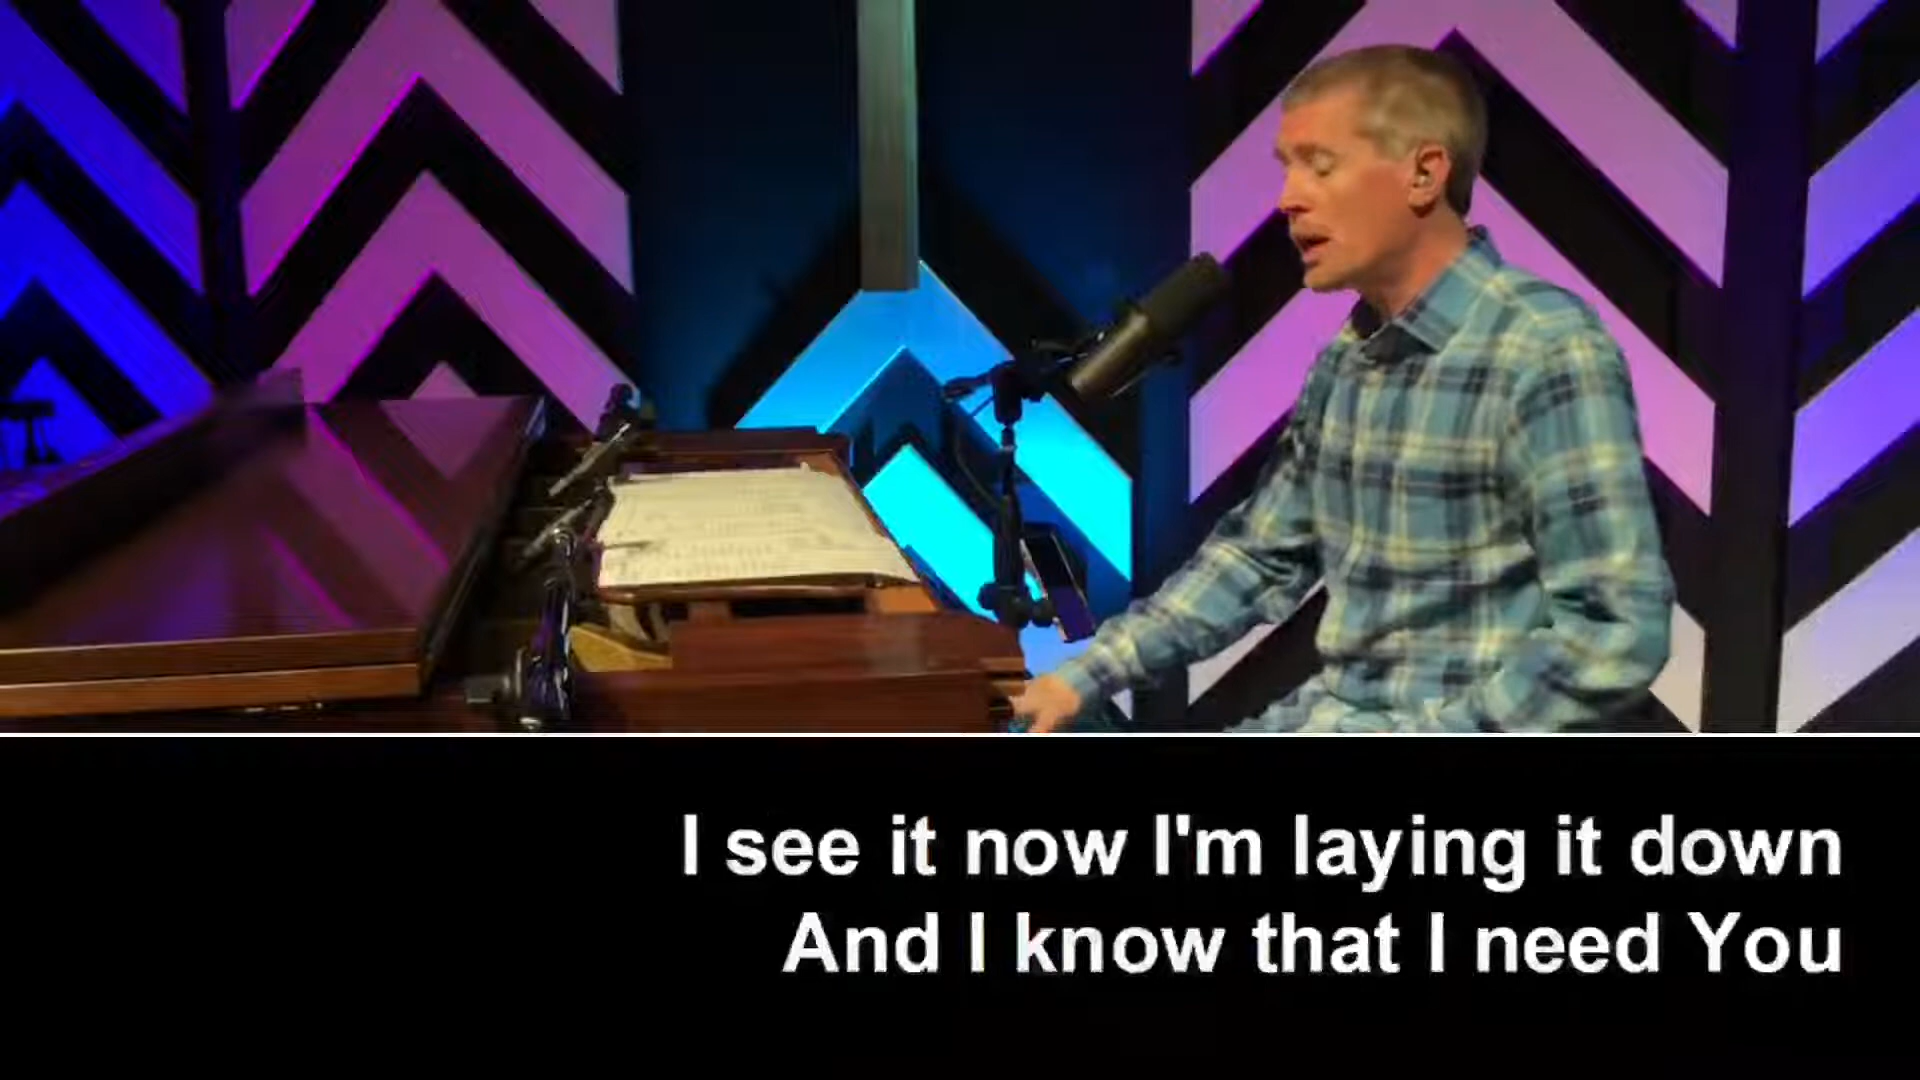 I see it now I'm laying it down
And I know that I need You